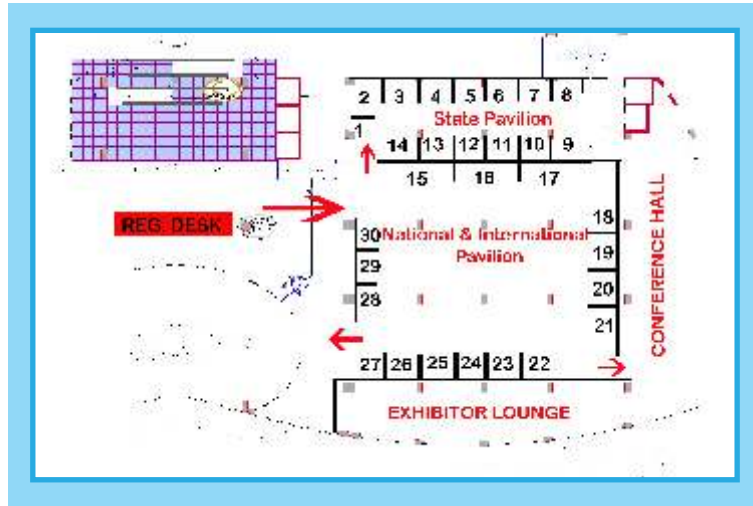 2 3 4 5 6 7 8
State Pavilion
1
14 13 12 11 10 9
15 16 17
REG. DESK
18
30 National & International
Pavilion
19
29
28
20
21
CONFERENCE HALL
27 26 25 24 23 22
EXHIBITOR LOUNGE